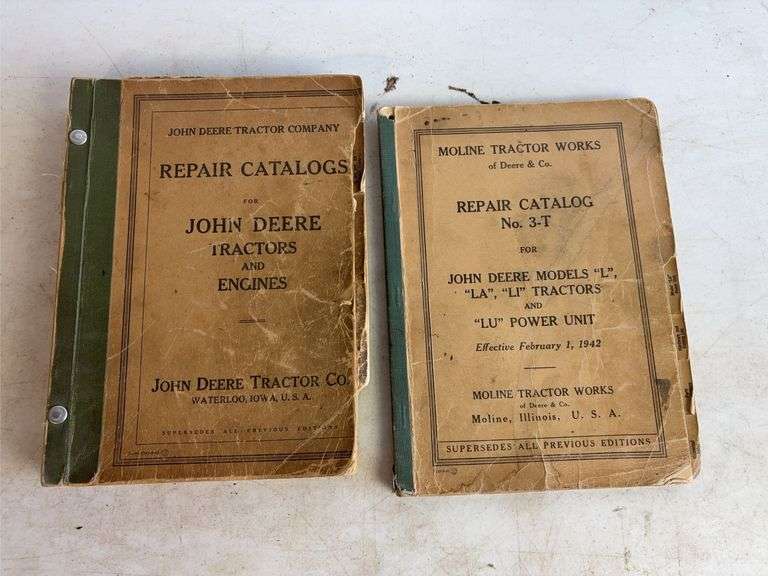 JOHN DEERE TRACTOR COMPANY
REPAIR CATALOGS
FOR
JOHN DEERE
TRACTORS
AND
ENGINES
JOHN DEERE TRACTOR CO.
WATERLOO, IOWA, U. S. A.
SUPERSEDES ALL PREVIOUS EDITIONS
MOLINE TRACTOR WORKS
of Deere & Co.
REPAIR CATALOG
No. 3-T
FOR
JOHN DEERE MODELS "L",
"LA", "LI" TRACTORS
AND
"LU" POWER UNIT
Effective February 1, 1942
MOLINE TRACTOR WORKS
of Deere & Co.
Moline, Illinois, U. S. A.
SUPERSEDES ALL PREVIOUS EDITIONS